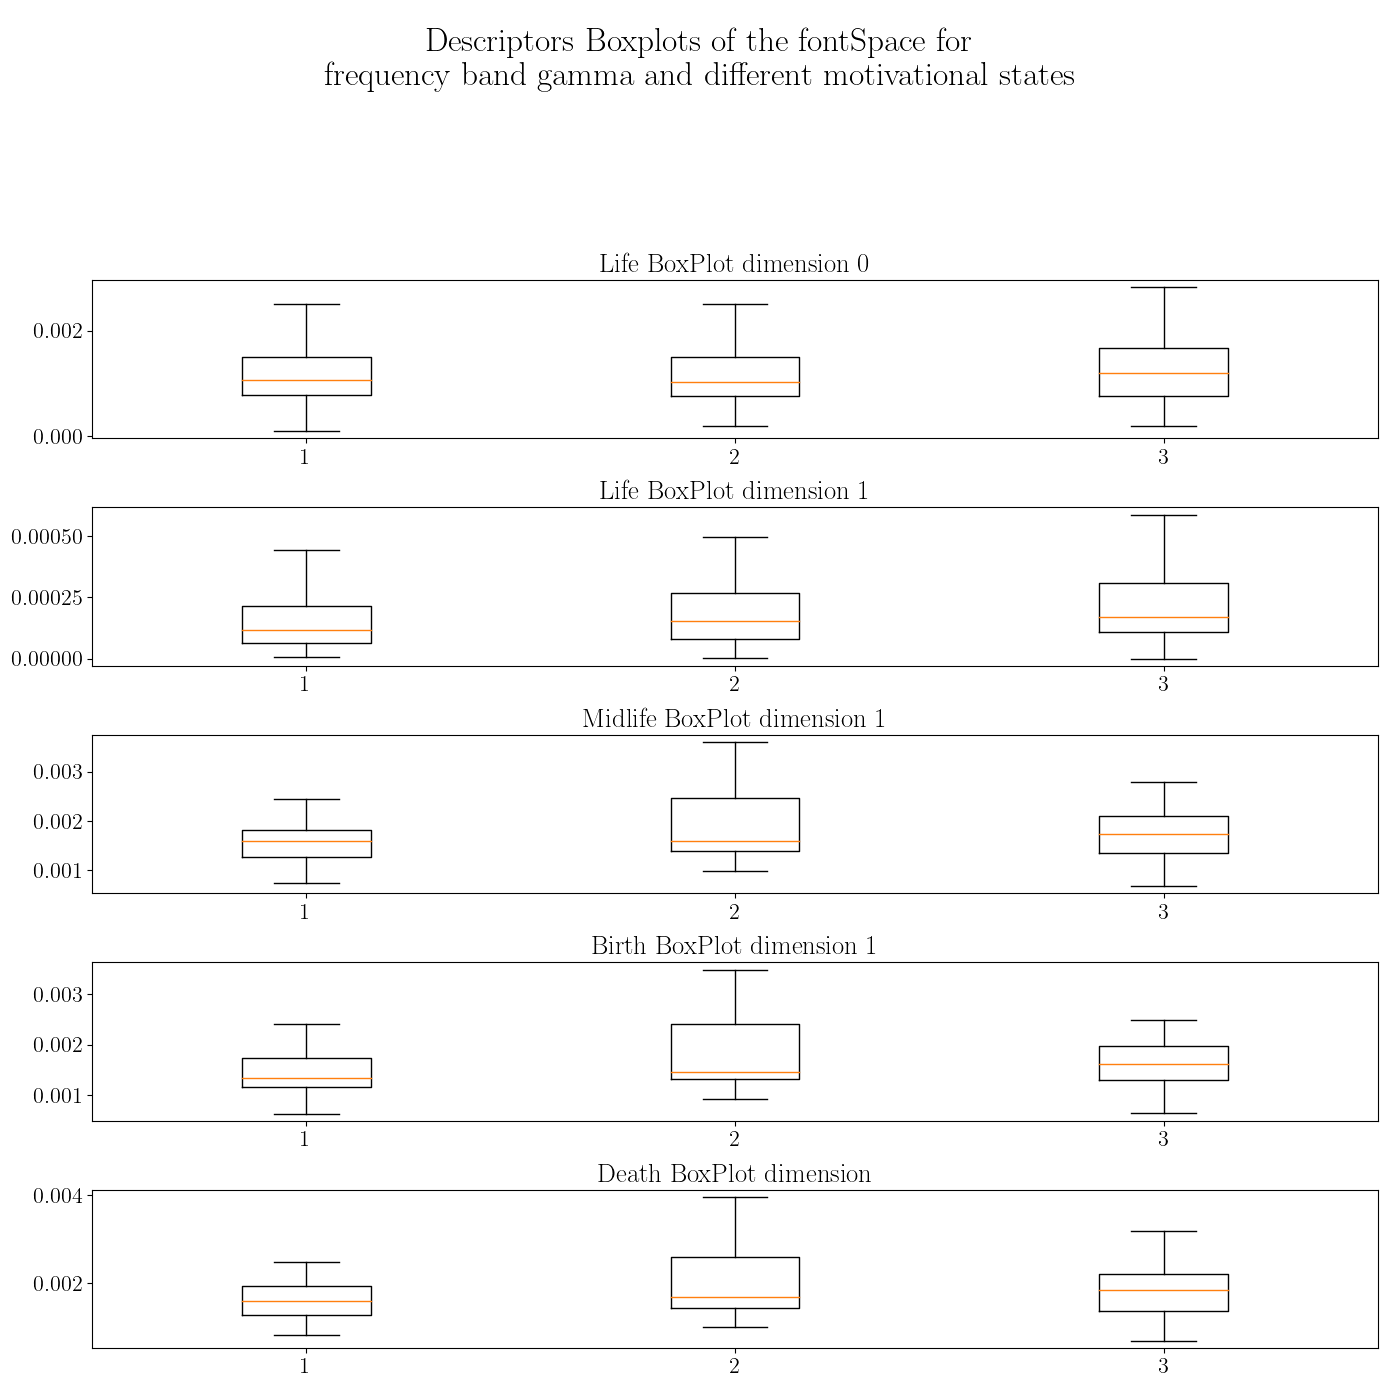 Descriptors Boxplots of the fontSpace for
frequency band gamma and different motivational states
Life BoxPlot dimension 0
0.002
0.000
1 2 3
Life BoxPlot dimension 1
0.00050
0.00025
0.00000
1 2 3
Midlife BoxPlot dimension 1
0.003
0.002
0.001
1 2 3
Birth BoxPlot dimension 1
0.003
0.002
0.001
1 2 3
Death BoxPlot dimension
0.004
0.002
1 2 3